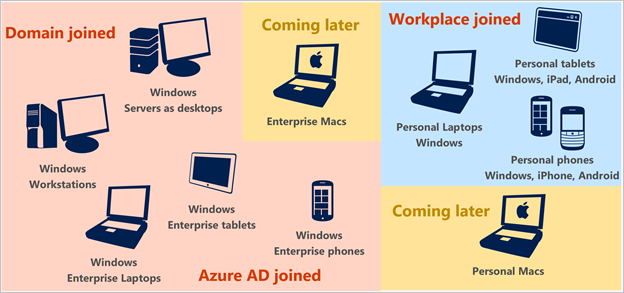 Domain joined
Windows
Servers as desktops
Windows
Workstations
Windows
Enterprise tablets
Windows
Enterprise phones
Windows
Enterprise Laptops
Azure AD joined
Coming later
Enterprise Macs
Workplace joined
Personal tablets
Windows, iPad, Android
Personal Laptops
Windows
Personal phones
Windows, iPhone, Android
Coming later
Personal Macs